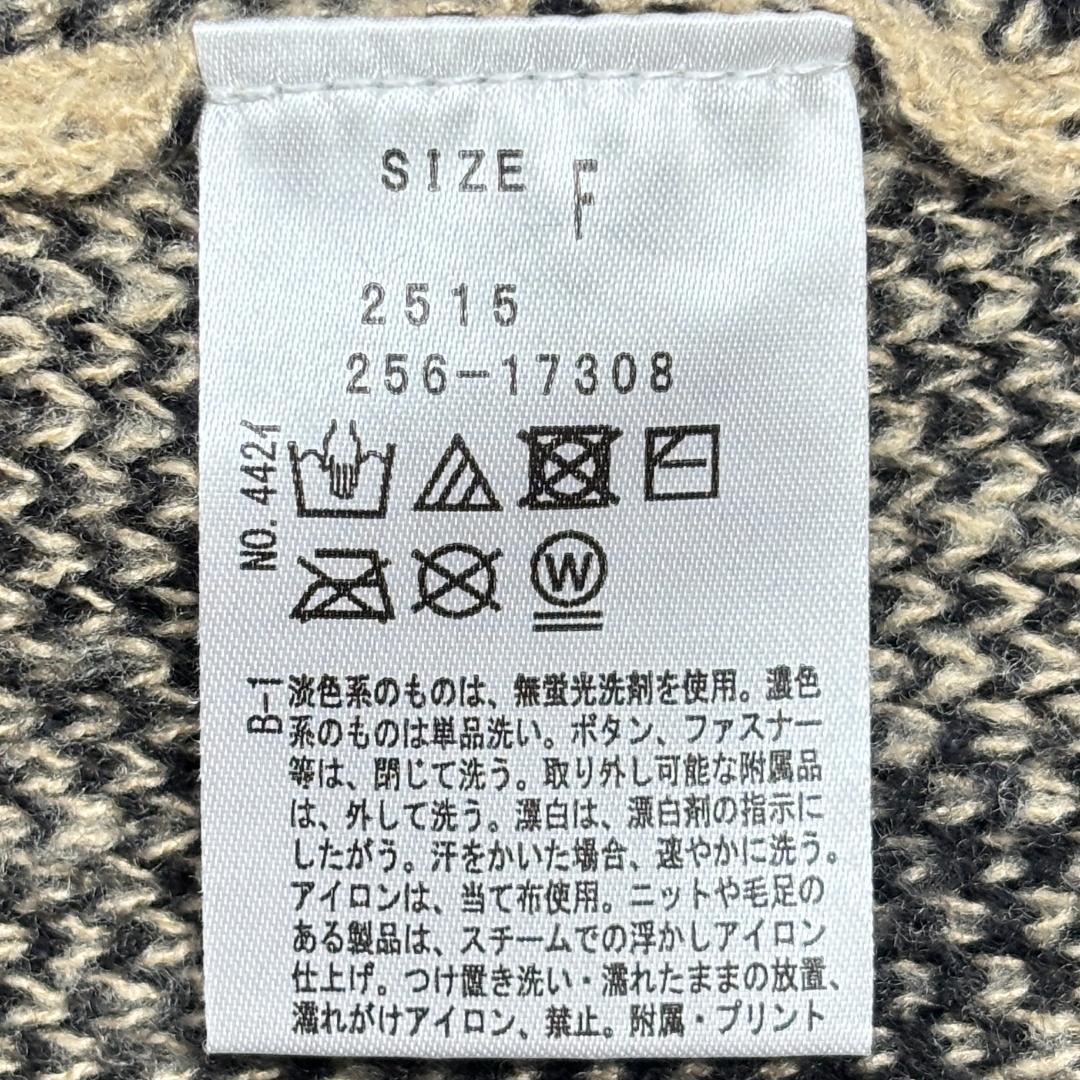 SIZE F
2515
256-17308
NO.4421
W
B-1
淡色系のものは、無蛍光洗剤を使用。濃色
系のものは単品洗い。ボタン、ファスナー
等は、閉じて洗う。取り外し可能な附属品
は、外して洗う。漂白は、漂白剤の指示に
したがう。汗をかいた場合、速やかに洗う。
アイロンは、当て布使用。ニットや毛足の
ある製品は、スチームでの浮かしアイロン
仕上げ。つけ置き洗い・濡れたままの放置、
濡れがけアイロン、禁止。附属・プリント